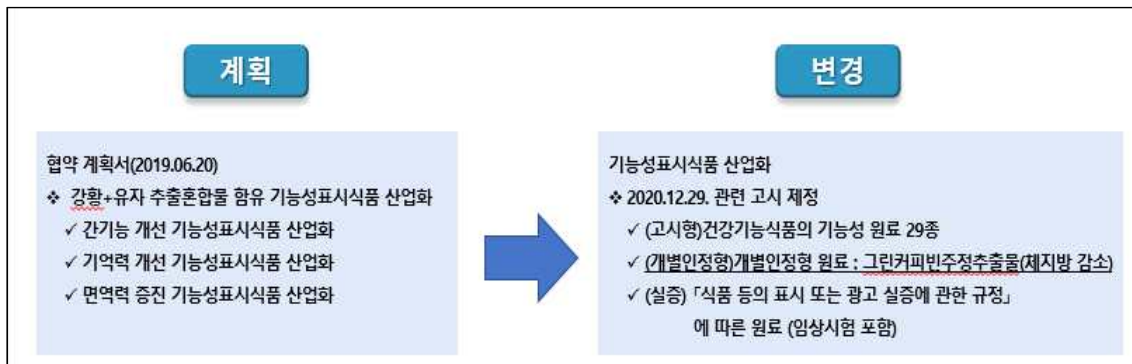 계획
협약 계획서(2019.06.20)
❖ 강황+유자 추출혼합물 함유 기능성표시식품 산업화
✓ 간기능 개선 기능성표시식품 산업화
✓ 기억력 개선 기능성표시식품 산업화
✓ 면역력 증진 기능성표시식품 산업화
변경
기능성표시식품 산업화
❖ 2020.12.29. 관련 고시 제정
✓ (고시형)건강기능식품의 기능성 원료 29종
✓ (개별인정형)개별인정형 원료 : 그린커피빈주정추출물(체지방 감소)
✓ (실증) 「식품 등의 표시 또는 광고 실증에 관한 규정」
에 따른 원료 (임상시험 포함)